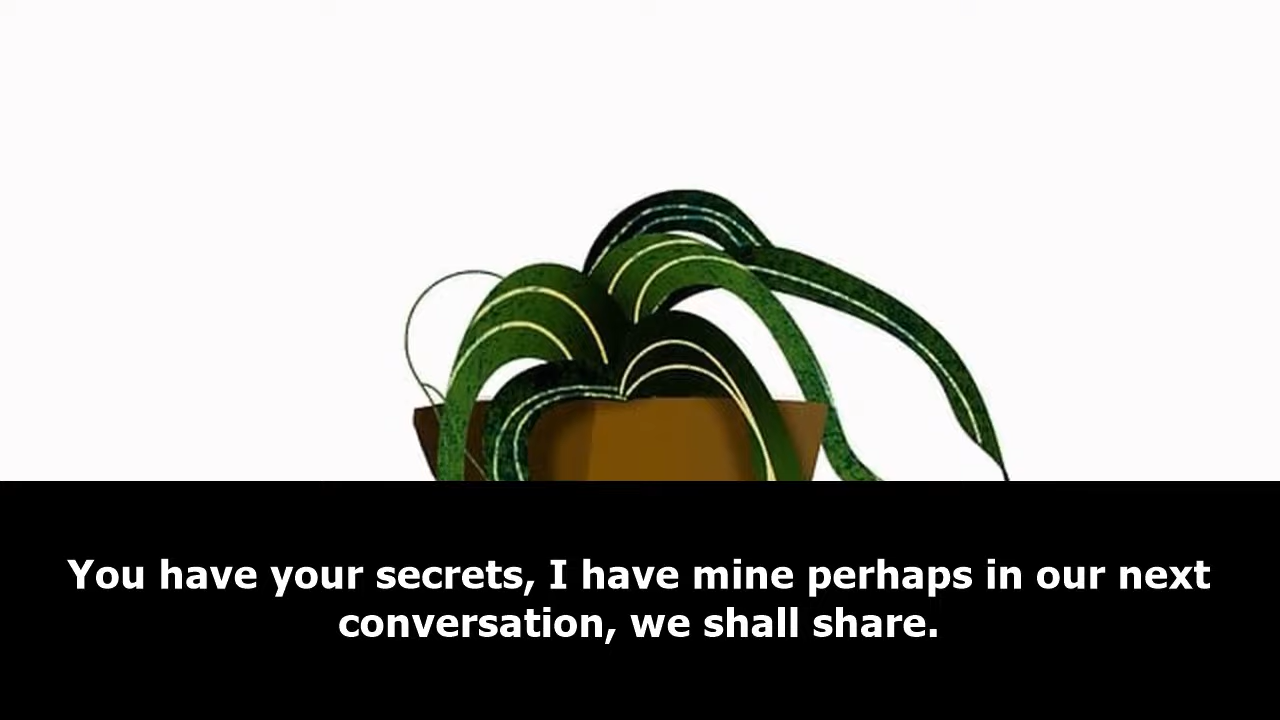 You have your secrets, I have mine perhaps in our next
conversation, we shall share.